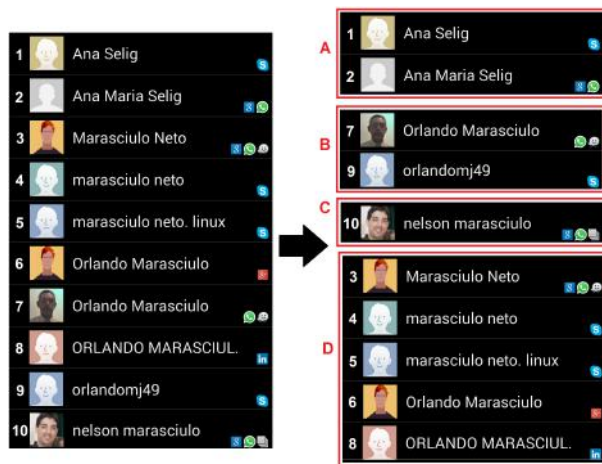 1 Ana Selig
2 Ana Maria Selig
3 Marasciulo Neto
4 marasciulo neto
5 marasciulo neto. linux
6 Orlando Marasciulo
7 Orlando Marasciulo
8 ORLANDO MARASCIUL.
9 orlandomj49
10 nelson marasciulo
A
1 Ana Selig
2 Ana Maria Selig
B
7 Orlando Marasciulo
9 orlandomj49
C
10 nelson marasciulo
D
3 Marasciulo Neto
4 marasciulo neto
5 marasciulo neto. linux
6 Orlando Marasciulo
8 ORLANDO MARASCIUL.